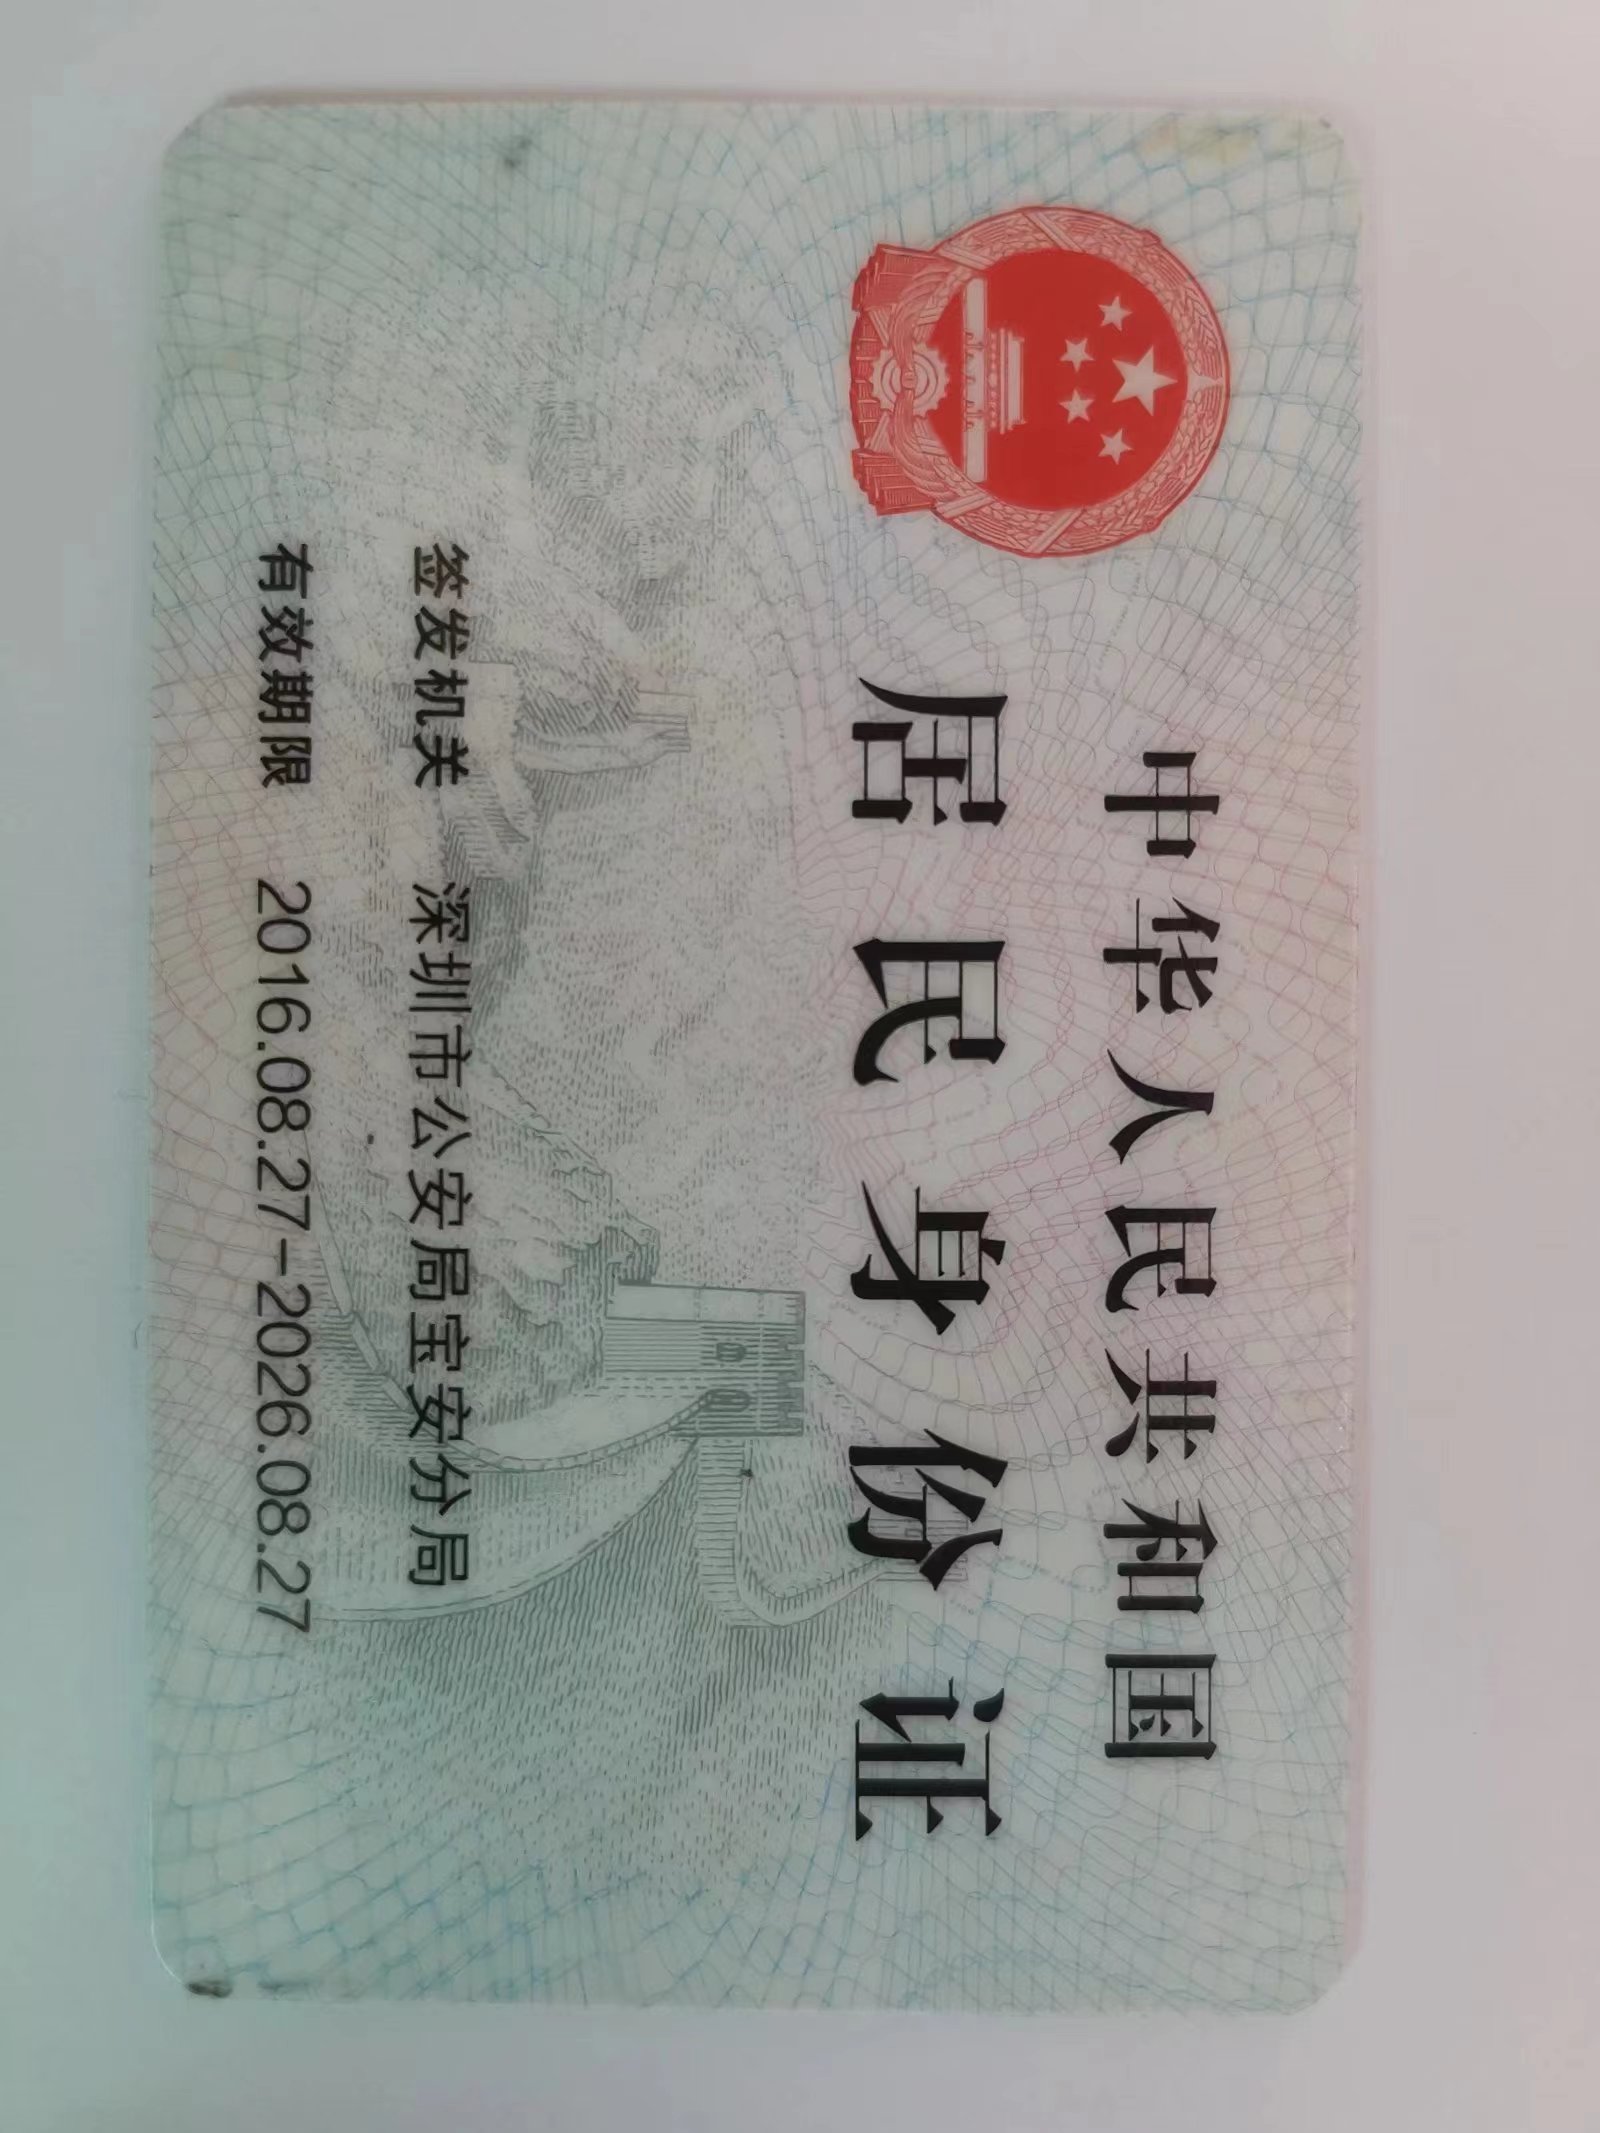 中华人民共和国
居民身份证
签发机关 深圳市公安局宝安分局
有效期限 2016.08.27-2026.08.27